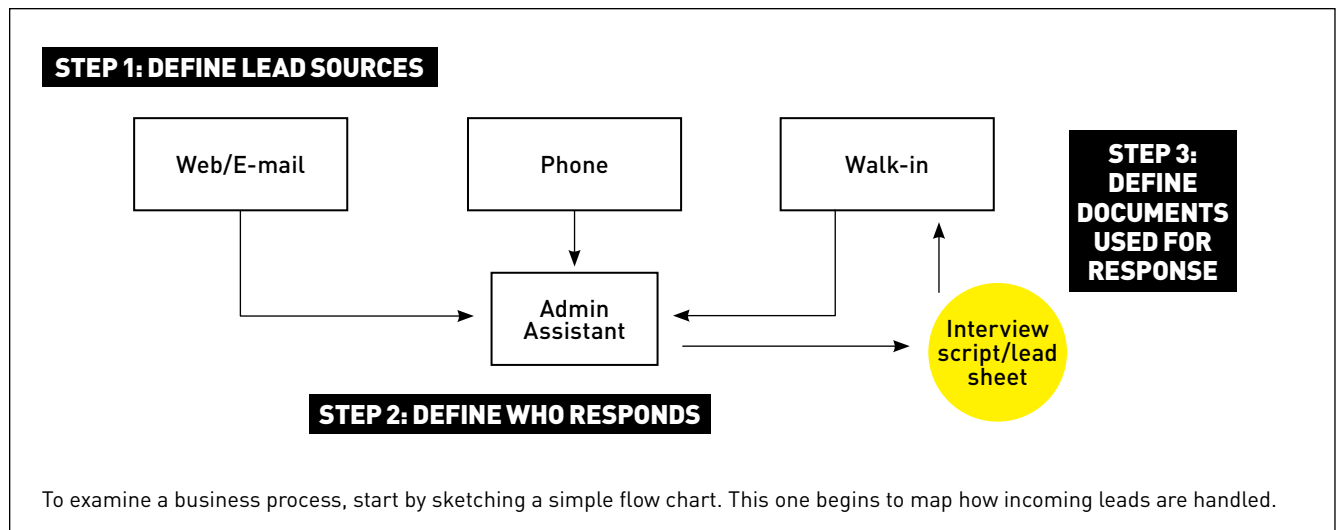 STEP 1: DEFINE LEAD SOURCES
Web/E-mail
Phone
Walk-in
STEP 3:
DEFINE
DOCUMENTS
USED FOR
RESPONSE
Admin
Assistant
Interview
script/lead
sheet
STEP 2: DEFINE WHO RESPONDS
To examine a business process, start by sketching a simple flow chart. This one begins to map how incoming leads are handled.